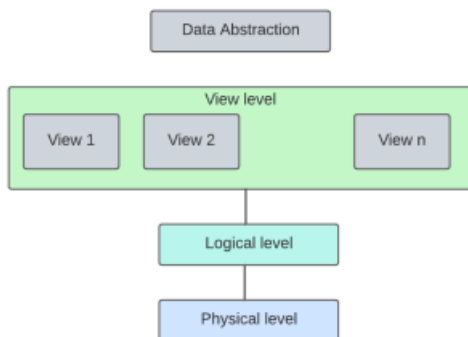 Data Abstraction
View level
View 1
View 2
View n
Logical level
Physical level